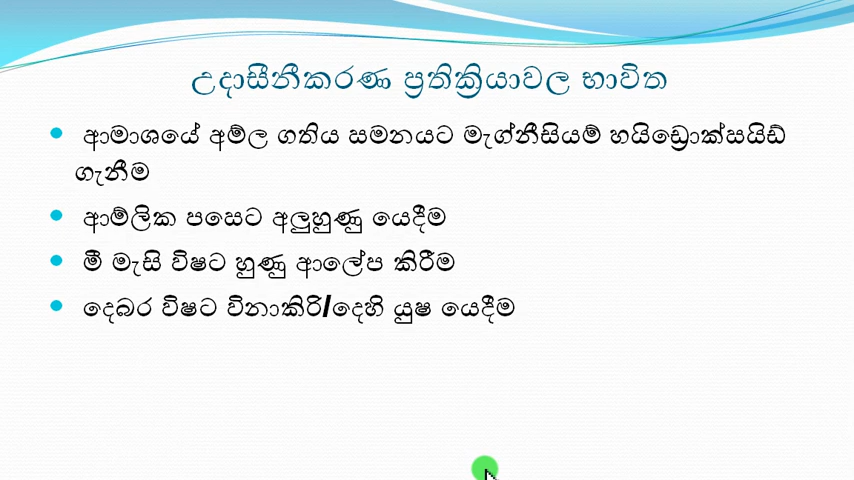 උදාසීනීකරණ ප්‍රතික්‍රියාවල භාවිත
ආමාශයේ අම්ල ගතිය සමනයට මැග්නීසියම් හයිඩ්‍රොක්සයිඩ්
ගැනීම
ආම්ලික පසෙට අලුහුණු යෙදීම
මී මැසි විෂට හුණු ආලේප කිරීම
දෙබර විෂට විනාකිරි/දෙහි යුෂ යෙදීම